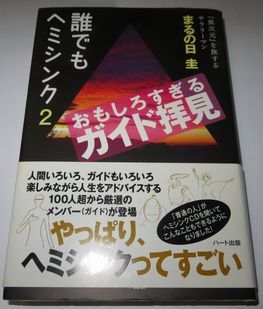 「異次元」を旅する
サラリーマン
まるの日 圭
誰でも
ヘミシンク2
おもしろすぎる
ガイド拝見
人間いろいろ、ガイドもいろいろ
楽しみながら人生をアドバイスする
100人超から厳選の
メンバー(ガイド)が登場
「普通の人」が
ヘミシンクCDを聞いて
こんなこともできるように
なりました!
やっぱり、
ヘミシンクってすごい
ハート出版